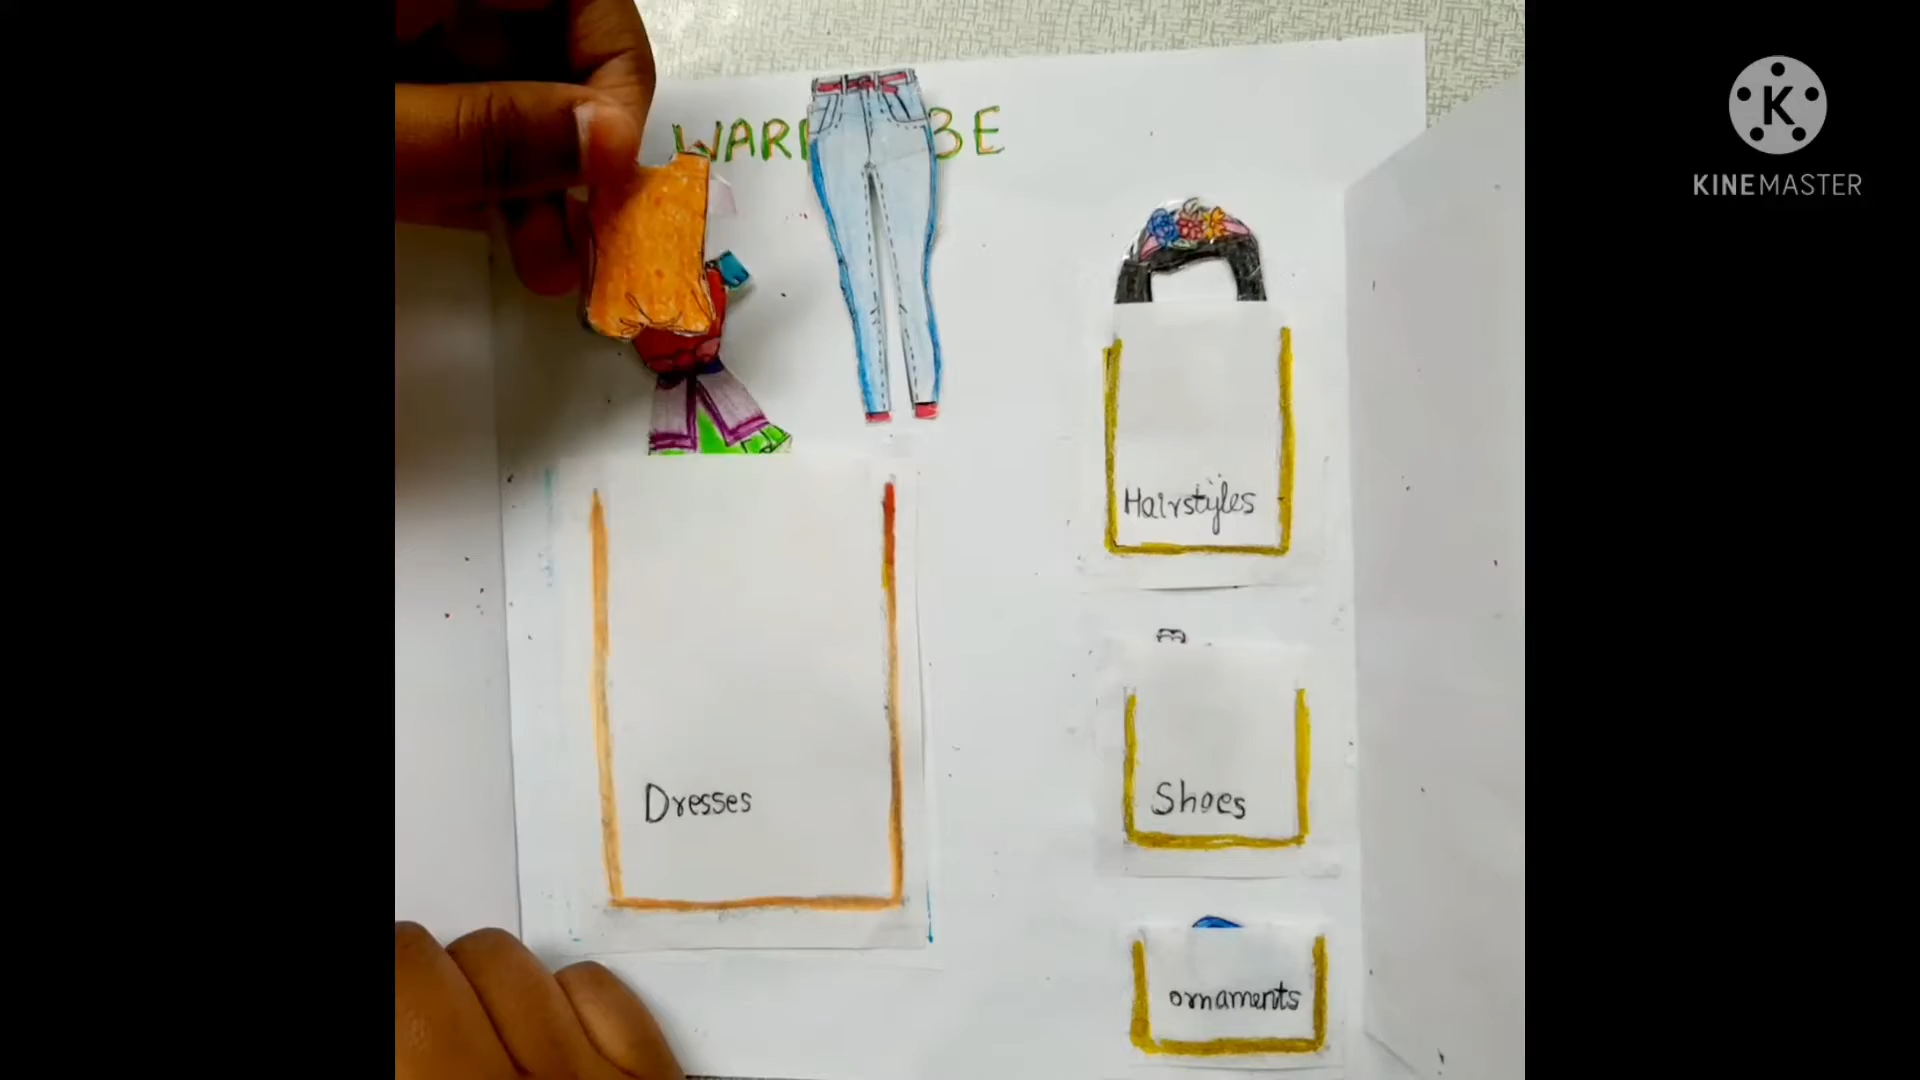 WAR BE
Hairstyles
Shoes
Dresses
ornaments
KINEMASTER